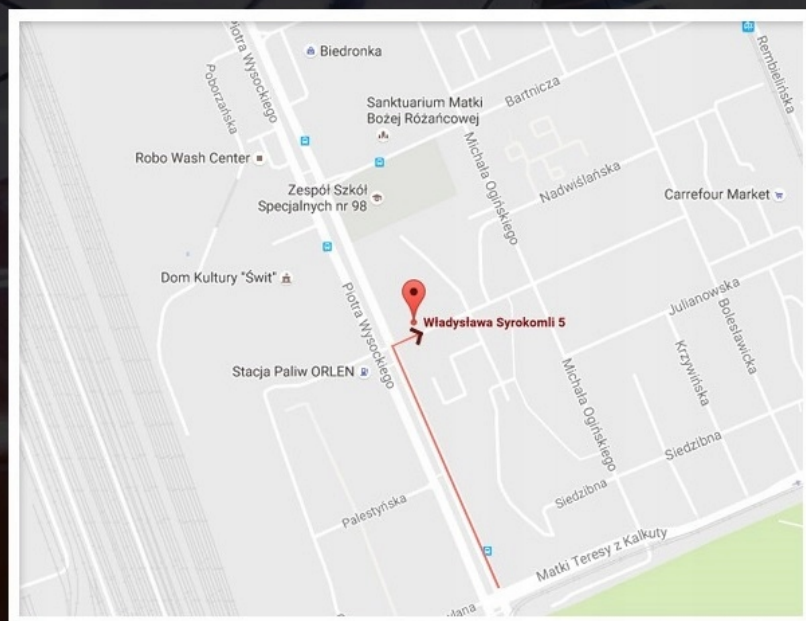 Piotra Wysockiego
Biedronka
Rembielińska
Poborzańska
Sanktuarium Matki
Bożej Różańcowej
Bartnicza
Robo Wash Center
Michała Ogińskiego
Nadwiślańska
Zespół Szkół
Specjalnych nr 98
Carrefour Market
Dom Kultury "Świt"
Piotra Wysockiego
Władysława Syrokomli 5
Julianowska
Bolesławicka
Krzywińska
Stacja Paliw ORLEN
Michała Ogińskiego
Siedzibna
Siedzibna
Palestyńska
Matki Teresy z Kalkuty